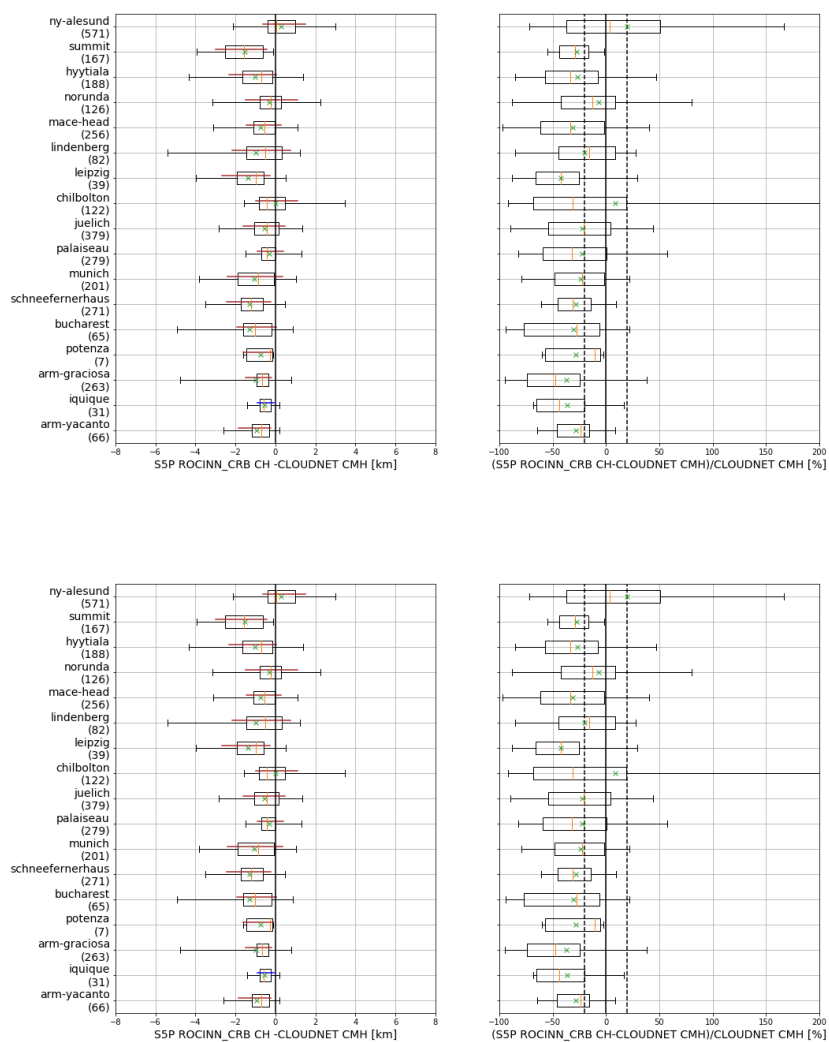 ny-alesund
(571)
summit
(167)
hyytiala
(188)
norunda
(126)
mace-head
(256)
lindenberg
(82)
leipzig
(39)
chilbolton
(122)
juelich
(379)
palaiseau
(279)
munich
(201)
schneefernerhaus
(271)
bucharest
(65)
potenza
(7)
arm-graciosa
(263)
iquique
(31)
arm-yacanto
(66)
−8 −6 −4 −2 0 2 4 6 8
S5P ROCINN_CRB CH -CLOUDNET CMH [km]
−100 −50 0 50 100 150 200
(S5P ROCINN_CRB CH-CLOUDNET CMH)/CLOUDNET CMH [%]
ny-alesund
(571)
summit
(167)
hyytiala
(188)
norunda
(126)
mace-head
(256)
lindenberg
(82)
leipzig
(39)
chilbolton
(122)
juelich
(379)
palaiseau
(279)
munich
(201)
schneefernerhaus
(271)
bucharest
(65)
potenza
(7)
arm-graciosa
(263)
iquique
(31)
arm-yacanto
(66)
−8 −6 −4 −2 0 2 4 6 8
S5P ROCINN_CRB CH -CLOUDNET CMH [km]
−100 −50 0 50 100 150 200
(S5P ROCINN_CRB CH-CLOUDNET CMH)/CLOUDNET CMH [%]